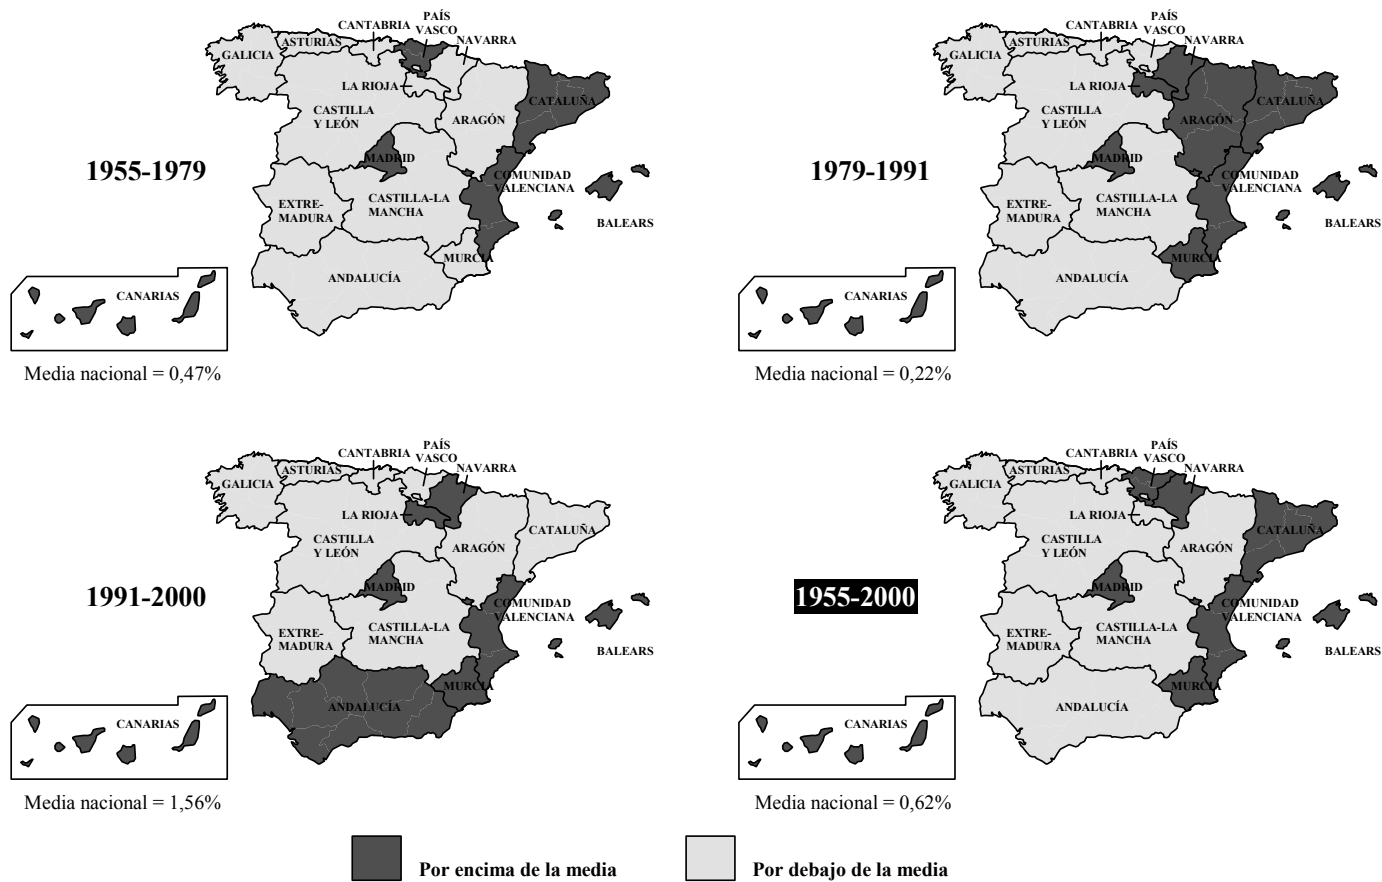 PAÍS
VASCO
CANTABRIA
NAVARRA
ASTURIAS
GALICIA
LA RIOJA
CATALUÑA
CASTILLA
Y LEÓN
ARAGÓN
MADRID
1955-1979
COMUNIDAD
VALENCIANA
CASTILLA-LA
MANCHA
EXTRE-
MADURA
BALEARS
MURCIA
ANDALUCÍA
CANARIAS
Media nacional = 0,47%
PAÍS
VASCO
CANTABRIA
NAVARRA
ASTURIAS
GALICIA
LA RIOJA
CATALUÑA
CASTILLA
Y LEÓN
ARAGÓN
MADRID
1979-1991
COMUNIDAD
VALENCIANA
CASTILLA-LA
MANCHA
EXTRE-
MADURA
BALEARS
MURCIA
ANDALUCÍA
CANARIAS
Media nacional = 0,22%
PAÍS
VASCO
CANTABRIA
NAVARRA
ASTURIAS
GALICIA
LA RIOJA
CATALUÑA
CASTILLA
Y LEÓN
ARAGÓN
MADRID
1991-2000
COMUNIDAD
VALENCIANA
CASTILLA-LA
MANCHA
EXTRE-
MADURA
BALEARS
MURCIA
ANDALUCÍA
CANARIAS
Media nacional = 1,56%
PAÍS
VASCO
CANTABRIA
NAVARRA
ASTURIAS
GALICIA
LA RIOJA
CATALUÑA
CASTILLA
Y LEÓN
ARAGÓN
MADRID
1955-2000
COMUNIDAD
VALENCIANA
CASTILLA-LA
MANCHA
EXTRE-
MADURA
BALEARS
MURCIA
ANDALUCÍA
CANARIAS
Media nacional = 0,62%
Por encima de la media
Por debajo de la media